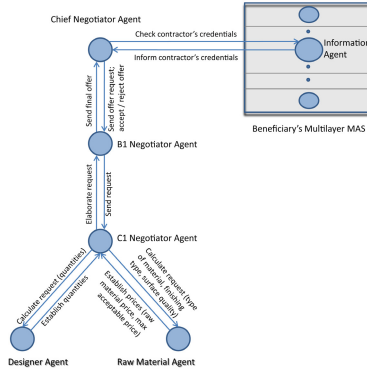 Chief Negotiator Agent
Check contractor's credentials
Inform contractor's credentials
Information
Agent
Beneficiary's Multilayer MAS
Send final offer
Send offer request;
accept / reject offer
B1 Negotiator Agent
Elaborate request
Send request
C1 Negotiator Agent
Calculate request (quantities)
Establish quantities
Calculate request (type
of material, finishing
type, surface quality)
Establish prices (raw
material price, max
acceptable price)
Designer Agent
Raw Material Agent